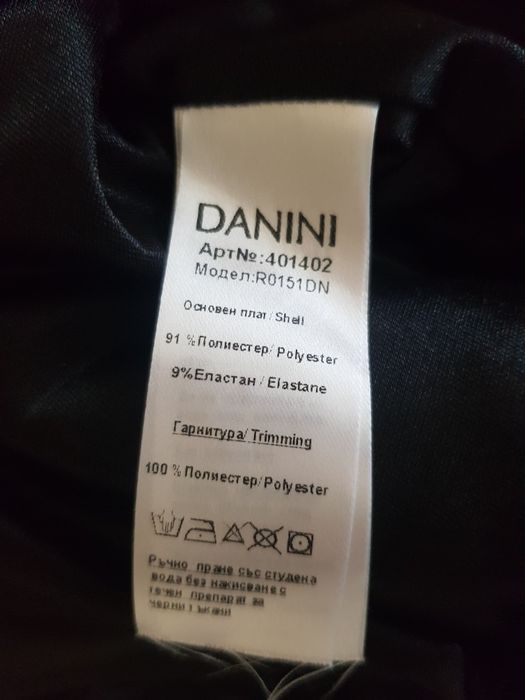 DANINI
Арт№:401402
Модел:R0151DN
Основен плат/Shell
91 %Полиестер/Polyester
9%Еластан/Elastane
Гарнитура/Trimming
100 %Полиестер/Polyester
Ръчно пране със студена
вода без накисване с
течен препарат за
черни тъкани